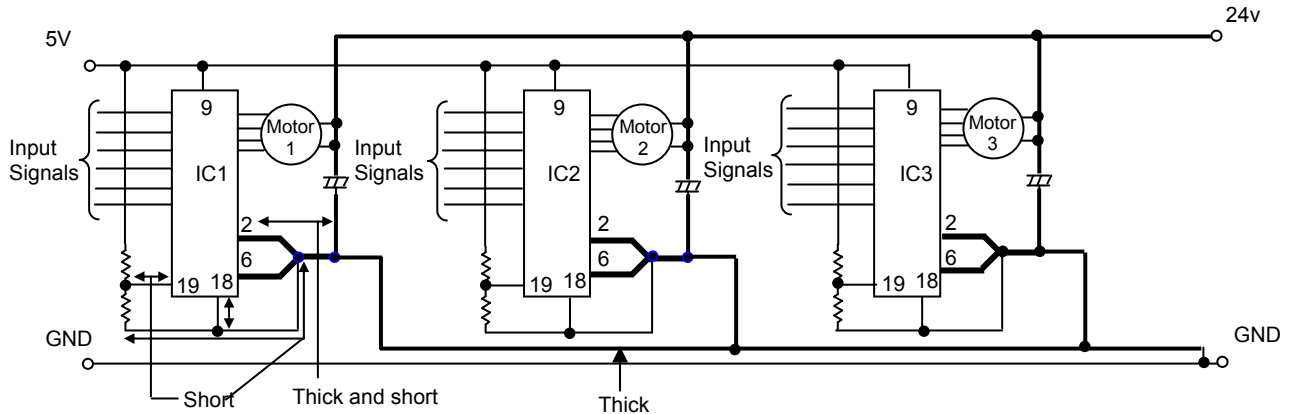 24v
5V
9
9
9
Motor
1
Motor
2
Motor
3
Input
Signals
IC1
Input
Signals
IC2
Input
Signals
IC3
2
6
19
18
2
6
19
18
2
6
19
18
GND
GND
Short
Thick and short
Thick